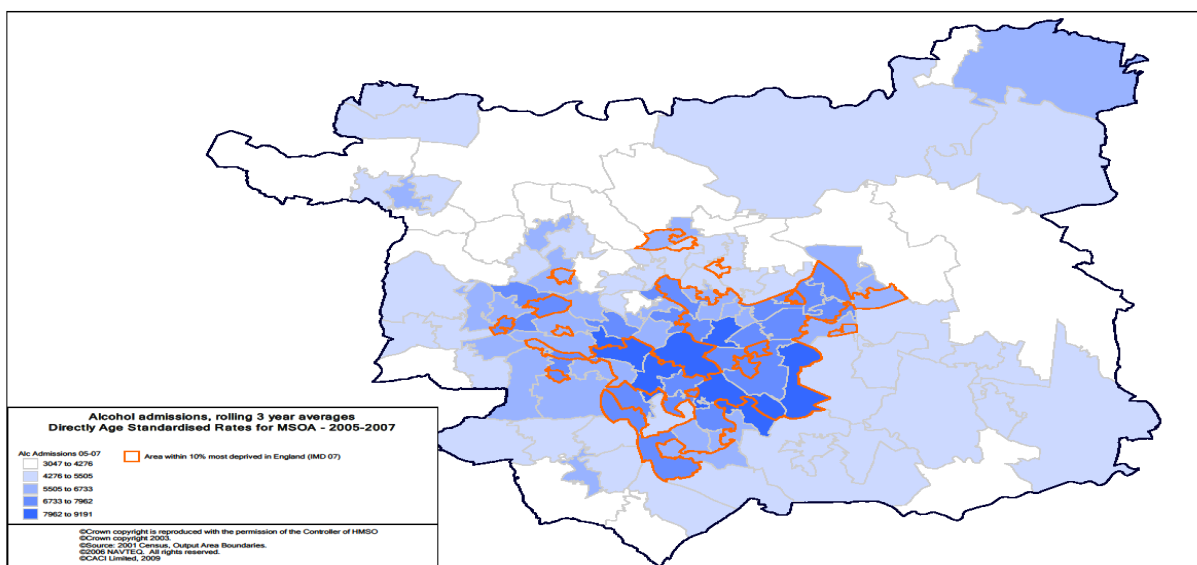 Alcohol admissions, rolling 3 year averages
Directly Age Standardised Rates for MSOA - 2005-2007
Alc Admissions 05-07
Area within 10% most deprived in England (IMD 07)
3047 to 4276
4276 to 5505
5505 to 6733
6733 to 7962
7962 to 9191
©Crown copyright is reproduced with the permission of the Controller of HMSO
©Crown copyright 2003.
©Source: 2001 Census, Output Area Boundaries.
©2006 NAVTEQ. All rights reserved.
©CACI Limited, 2009